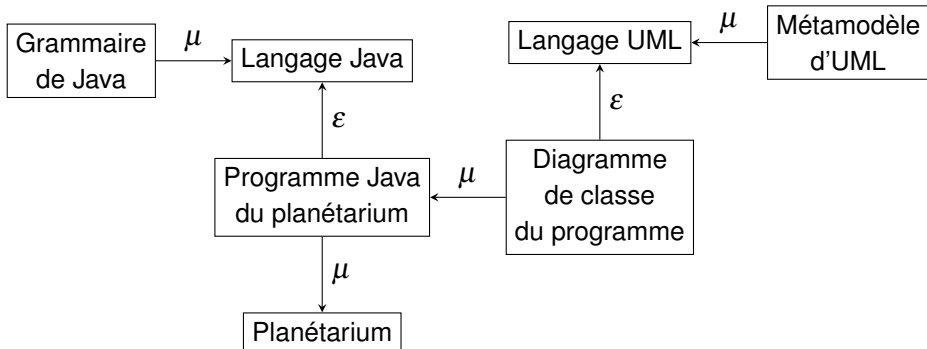 Grammaire
de Java
μ
Langage Java
Langage UML
μ
Métamodèle
d'UML
ε
ε
Programme Java
du planétarium
μ
Diagramme
de classe
du programme
μ
Planétarium